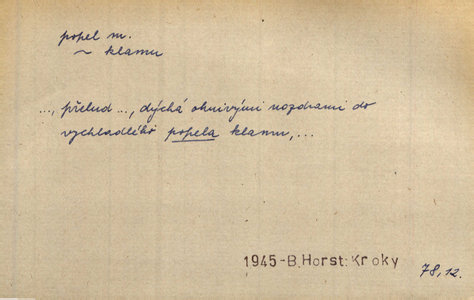 popel m.
~ klamu
..., přelud ..., dýchá ohnivými nozdrami do
vychladlého popela klamu, ...
1945-B.Horst: Kroky
78, 12.